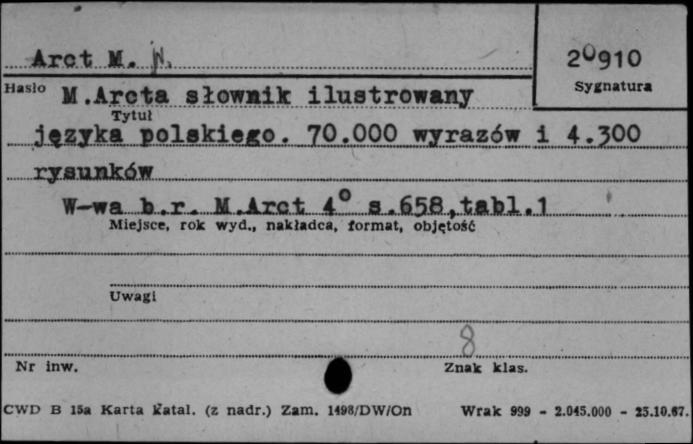 Arct M. N.
2⁰910
Hasło
Sygnatura
M.Arcta słownik ilustrowany
Tytuł
języka polskiego. 70.000 wyrazów i 4.300
rysunków
W-wa b.r. M.Arct 4⁰ s.658,tabl.1
Miejsce, rok wyd., nakładca, format, objętość
Uwagi
8
Nr inw.
Znak klas.
CWD B 15a Karta katal. (z nadr.) Zam. 1498/DW/On Wrak 999 - 2.045.000 - 25.10.67.